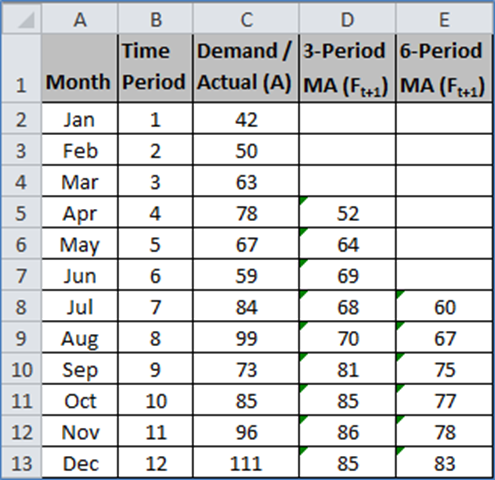 A B C D E
1 Month Time Period Demand / Actual (A) 3-Period MA (Ft+1) 6-Period MA (Ft+1)
2 Jan 1 42
3 Feb 2 50
4 Mar 3 63
5 Apr 4 78 52
6 May 5 67 64
7 Jun 6 59 69
8 Jul 7 84 68 60
9 Aug 8 99 70 67
10 Sep 9 73 81 75
11 Oct 10 85 85 77
12 Nov 11 96 86 78
13 Dec 12 111 85 83